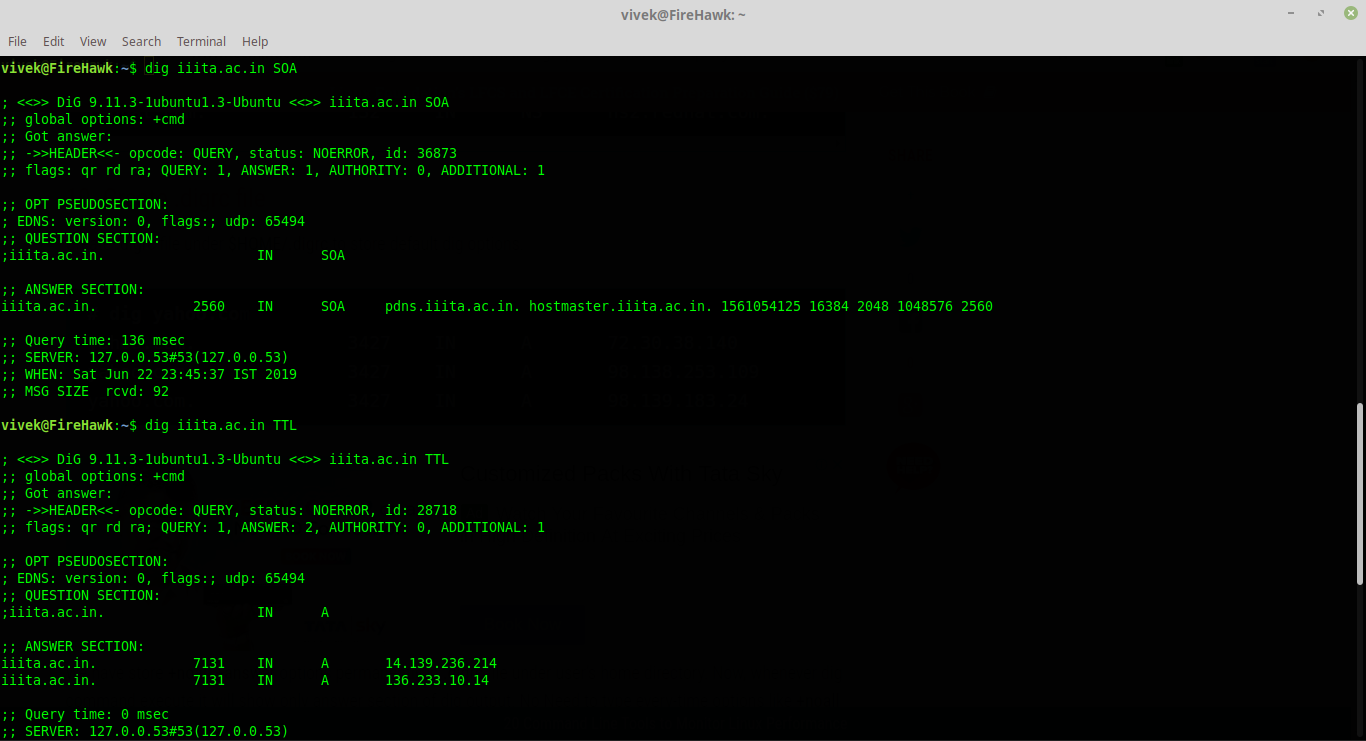 vivek@FireHawk: ~
File Edit View Search Terminal Help
vivek@FireHawk:~$ dig iiita.ac.in SOA
; <<>> DiG 9.11.3-1ubuntu1.3-Ubuntu <<>> iiita.ac.in SOA
;; global options: +cmd
;; Got answer:
;; ->>HEADER<<- opcode: QUERY, status: NOERROR, id: 36873
;; flags: qr rd ra; QUERY: 1, ANSWER: 1, AUTHORITY: 0, ADDITIONAL: 1
;; OPT PSEUDOSECTION:
; EDNS: version: 0, flags:; udp: 65494
;; QUESTION SECTION:
;iiita.ac.in. IN SOA
;; ANSWER SECTION:
iiita.ac.in. 2560 IN SOA pdns.iiita.ac.in. hostmaster.iiita.ac.in. 1561054125 16384 2048 1048576 2560
;; Query time: 136 msec
;; SERVER: 127.0.0.53#53(127.0.0.53)
;; WHEN: Sat Jun 22 23:45:37 IST 2019
;; MSG SIZE  rcvd: 92
vivek@FireHawk:~$ dig iiita.ac.in TTL
; <<>> DiG 9.11.3-1ubuntu1.3-Ubuntu <<>> iiita.ac.in TTL
;; global options: +cmd
;; Got answer:
;; ->>HEADER<<- opcode: QUERY, status: NOERROR, id: 28718
;; flags: qr rd ra; QUERY: 1, ANSWER: 2, AUTHORITY: 0, ADDITIONAL: 1
;; OPT PSEUDOSECTION:
; EDNS: version: 0, flags:; udp: 65494
;; QUESTION SECTION:
;iiita.ac.in. IN A
;; ANSWER SECTION:
iiita.ac.in. 7131 IN A 14.139.236.214
iiita.ac.in. 7131 IN A 136.233.10.14
;; Query time: 0 msec
;; SERVER: 127.0.0.53#53(127.0.0.53)